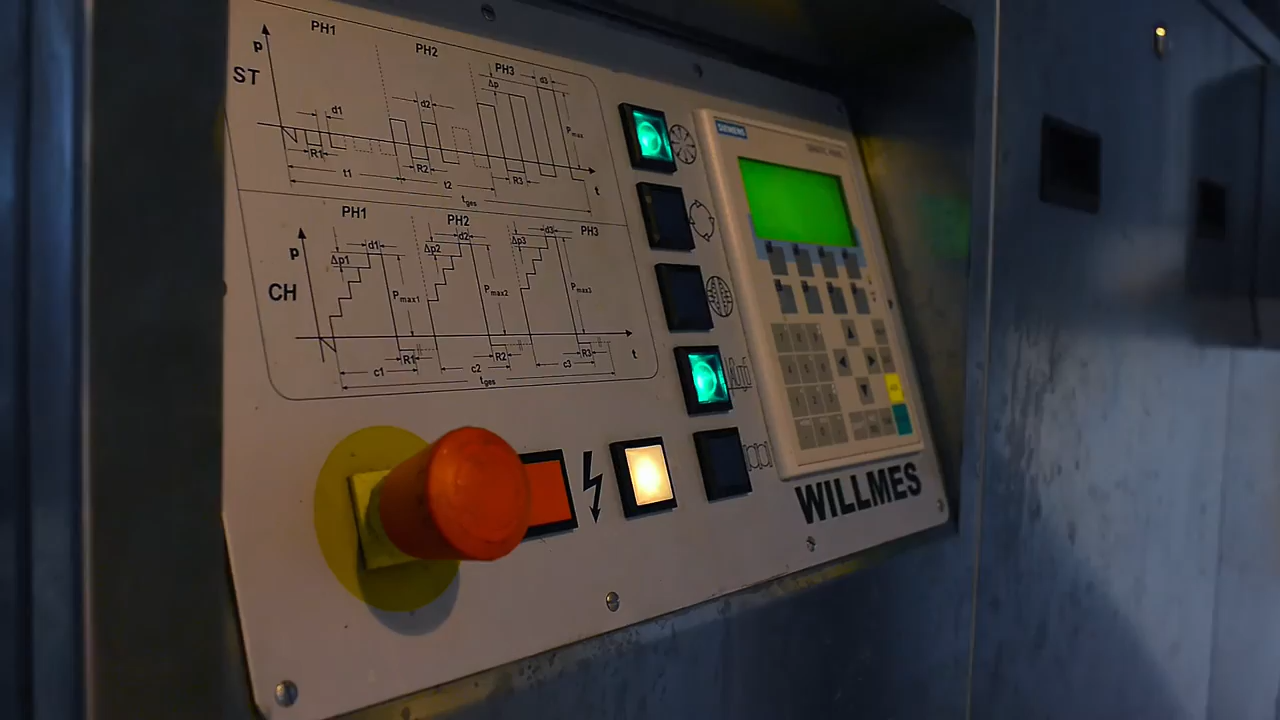 PH1
PH2
PH3
p
ST
d1
d2
Δp
d3
Pmax
R1
R2
R3
t1
t2
t
tges
PH1
PH2
PH3
p
CH
Δp1
d1
Δp2
d2
Δp3
d3
Pmax1
Pmax2
Pmax3
R1
R2
R3
t
c1
c2
c3
tges
SIEMENS
WILLMES